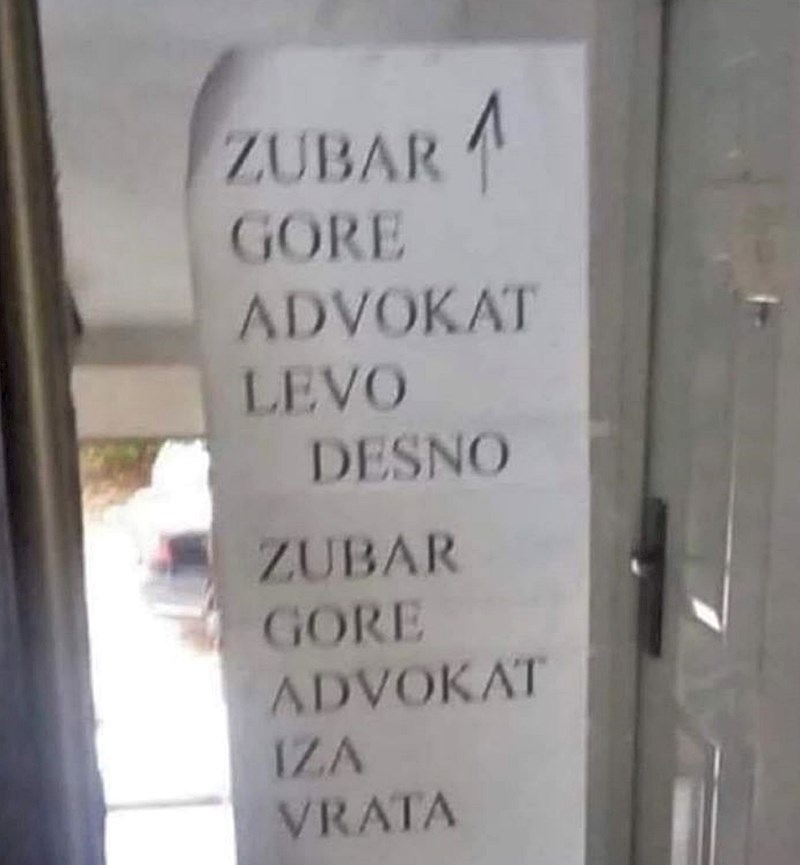 ZUBAR ↑
GORE
ADVOKAT
LEVO
DESNO
ZUBAR
GORE
ADVOKAT
IZA
VRATA